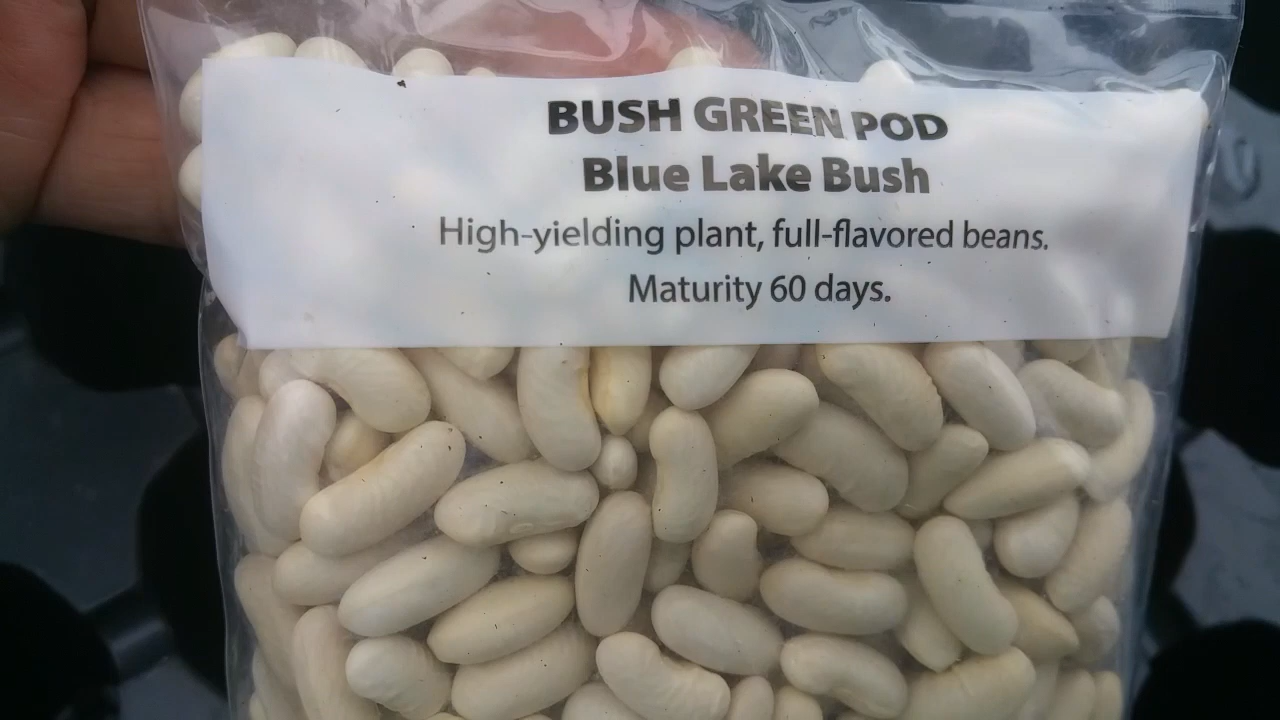 BUSH GREEN POD
Blue Lake Bush
High-yielding plant, full-flavored beans.
Maturity 60 days.